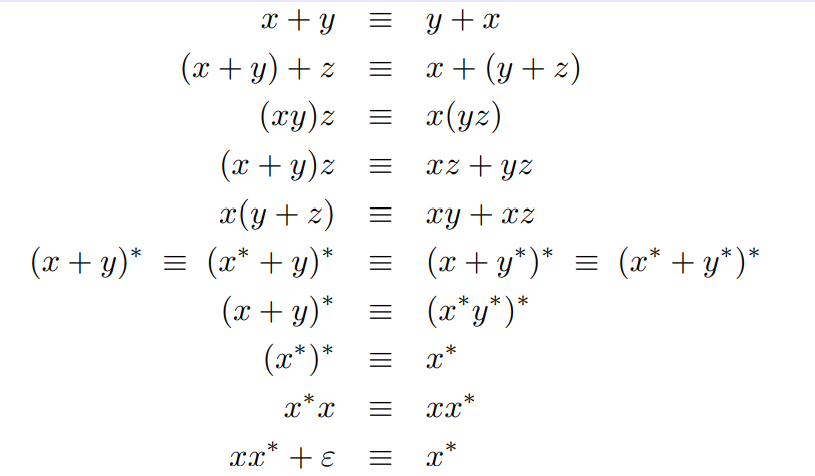 x + y ≡ y + x
(x + y) + z ≡ x + (y + z)
(xy)z ≡ x(yz)
(x + y)z ≡ xz + yz
x(y + z) ≡ xy + xz
(x + y)* ≡ (x* + y)* ≡ (x + y*)* ≡ (x* + y*)*
(x + y)* ≡ (x*y*)*
(x*)* ≡ x*
x*x ≡ xx*
xx* + ε ≡ x*